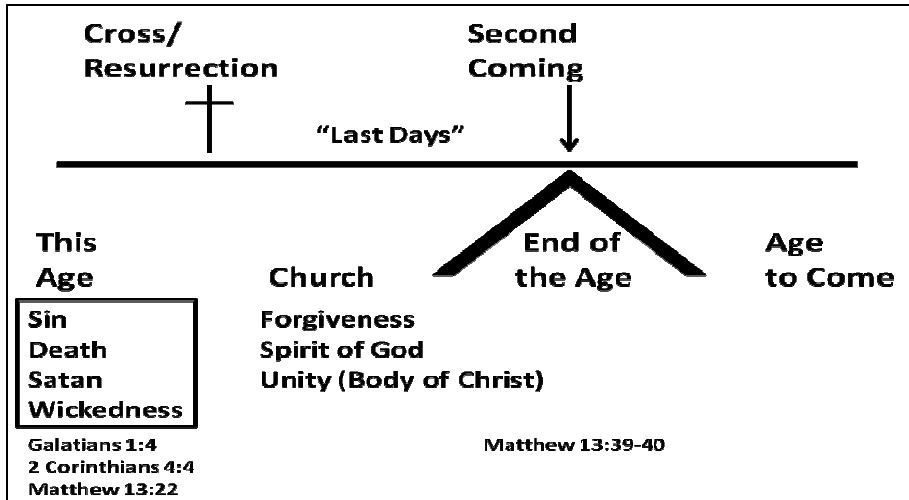 Cross/
Resurrection
Second
Coming
“Last Days”
This
Age
Church
End of
the Age
Age
to Come
Sin
Death
Satan
Wickedness
Forgiveness
Spirit of God
Unity (Body of Christ)
Galatians 1:4
2 Corinthians 4:4
Matthew 13:22
Matthew 13:39-40